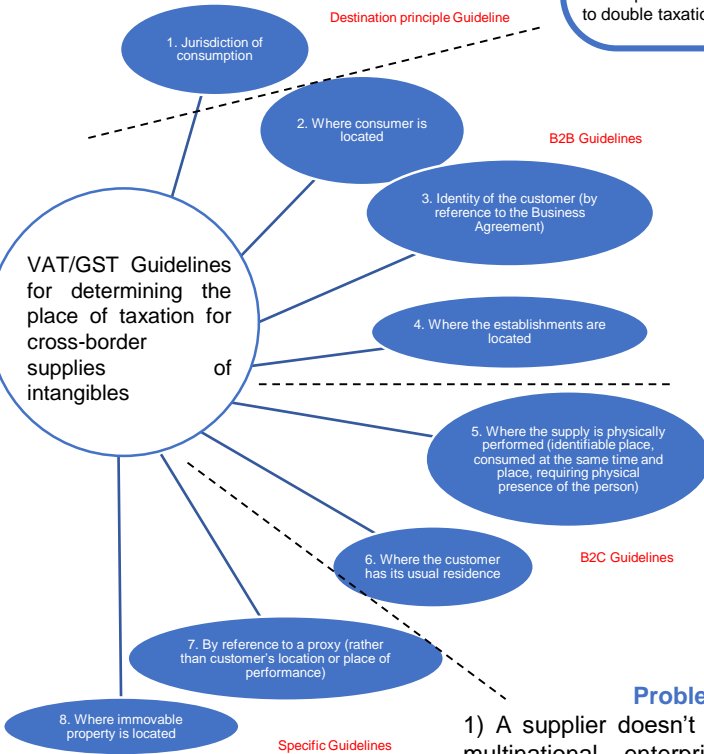 Destination principle Guideline
to double taxatio
1. Jurisdiction of
consumption
2. Where consumer is
located
B2B Guidelines
3. Identity of the customer (by
reference to the Business
Agreement)
VAT/GST Guidelines
for determining the
place of taxation for
cross-border
supplies of
intangibles
4. Where the establishments are
located
5. Where the supply is physically
performed (identifiable place,
consumed at the same time and
place, requiring physical
presence of the person)
6. Where the customer
has its usual residence
B2C Guidelines
7. By reference to a proxy (rather
than customer's location or place of
performance)
8. Where immovable
property is located
Specific Guidelines
Proble
1) A supplier doesn't
multinational enterpri